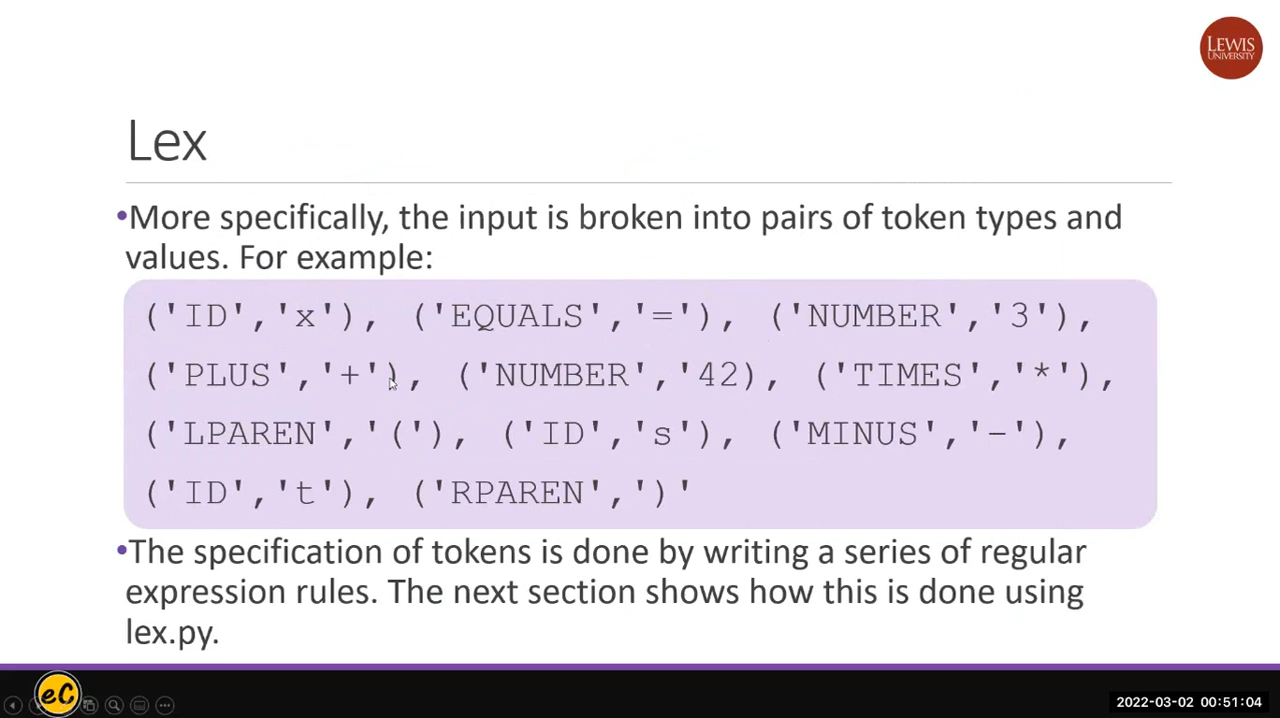 LEWIS
UNIVERSITY
Lex
•More specifically, the input is broken into pairs of token types and
values. For example:
('ID','x'), ('EQUALS','='), ('NUMBER','3'),
('PLUS','+'), ('NUMBER','42), ('TIMES','*'),
('LPAREN','('), ('ID','s'), ('MINUS','-'),
('ID','t'), ('RPAREN',')'
•The specification of tokens is done by writing a series of regular
expression rules. The next section shows how this is done using
lex.py.
eC
2022-03-02 00:51:04